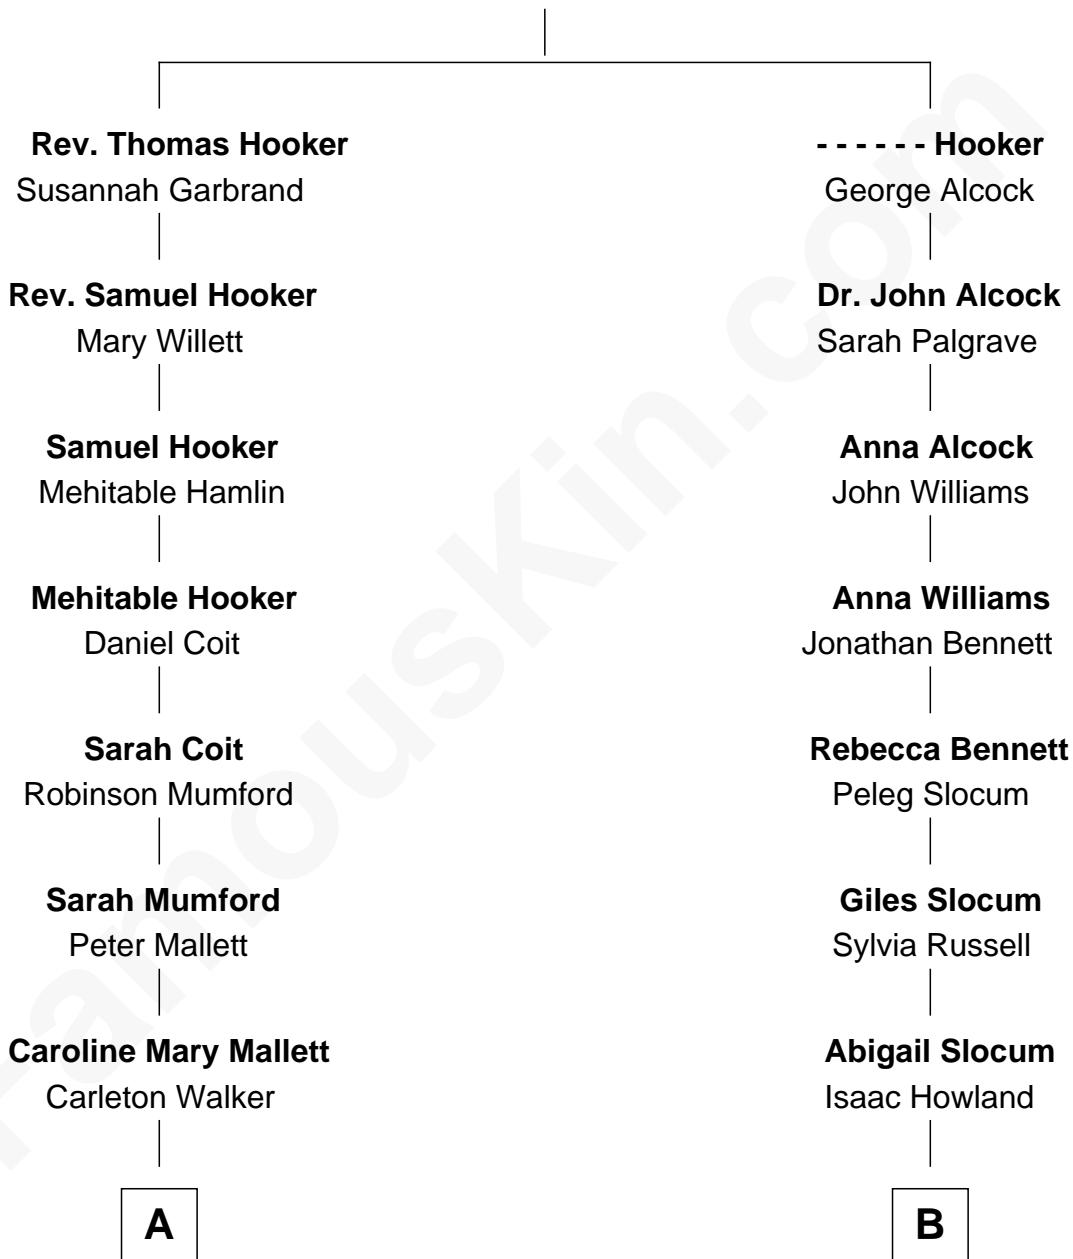 Rev. Thomas Hooker
Susannah Garbrand
Rev. Samuel Hooker
Mary Willett
Samuel Hooker
Mehitable Hamlin
Mehitable Hooker
Daniel Coit
Sarah Coit
Robinson Mumford
Sarah Mumford
Peter Mallett
Caroline Mary Mallett
Carleton Walker
A
- - - - - - Hooker
George Alcock
Dr. John Alcock
Sarah Palgrave
Anna Alcock
John Williams
Anna Williams
Jonathan Bennett
Rebecca Bennett
Peleg Slocum
Giles Slocum
Sylvia Russell
Abigail Slocum
Isaac Howland
B
FamousKin.com